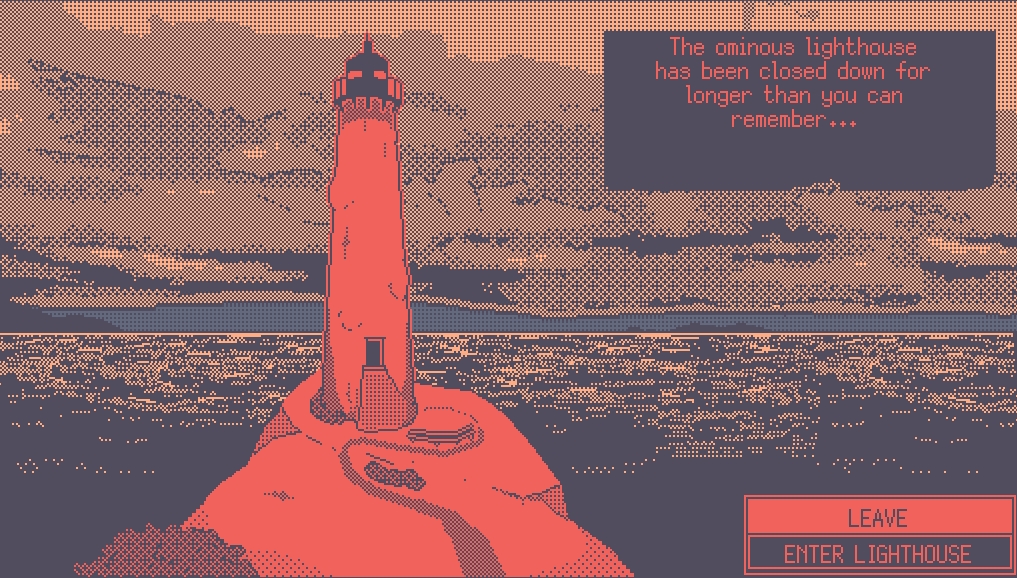 The ominous lighthouse
has been closed down for
longer than you can
remember...
LEAVE
ENTER LIGHTHOUSE